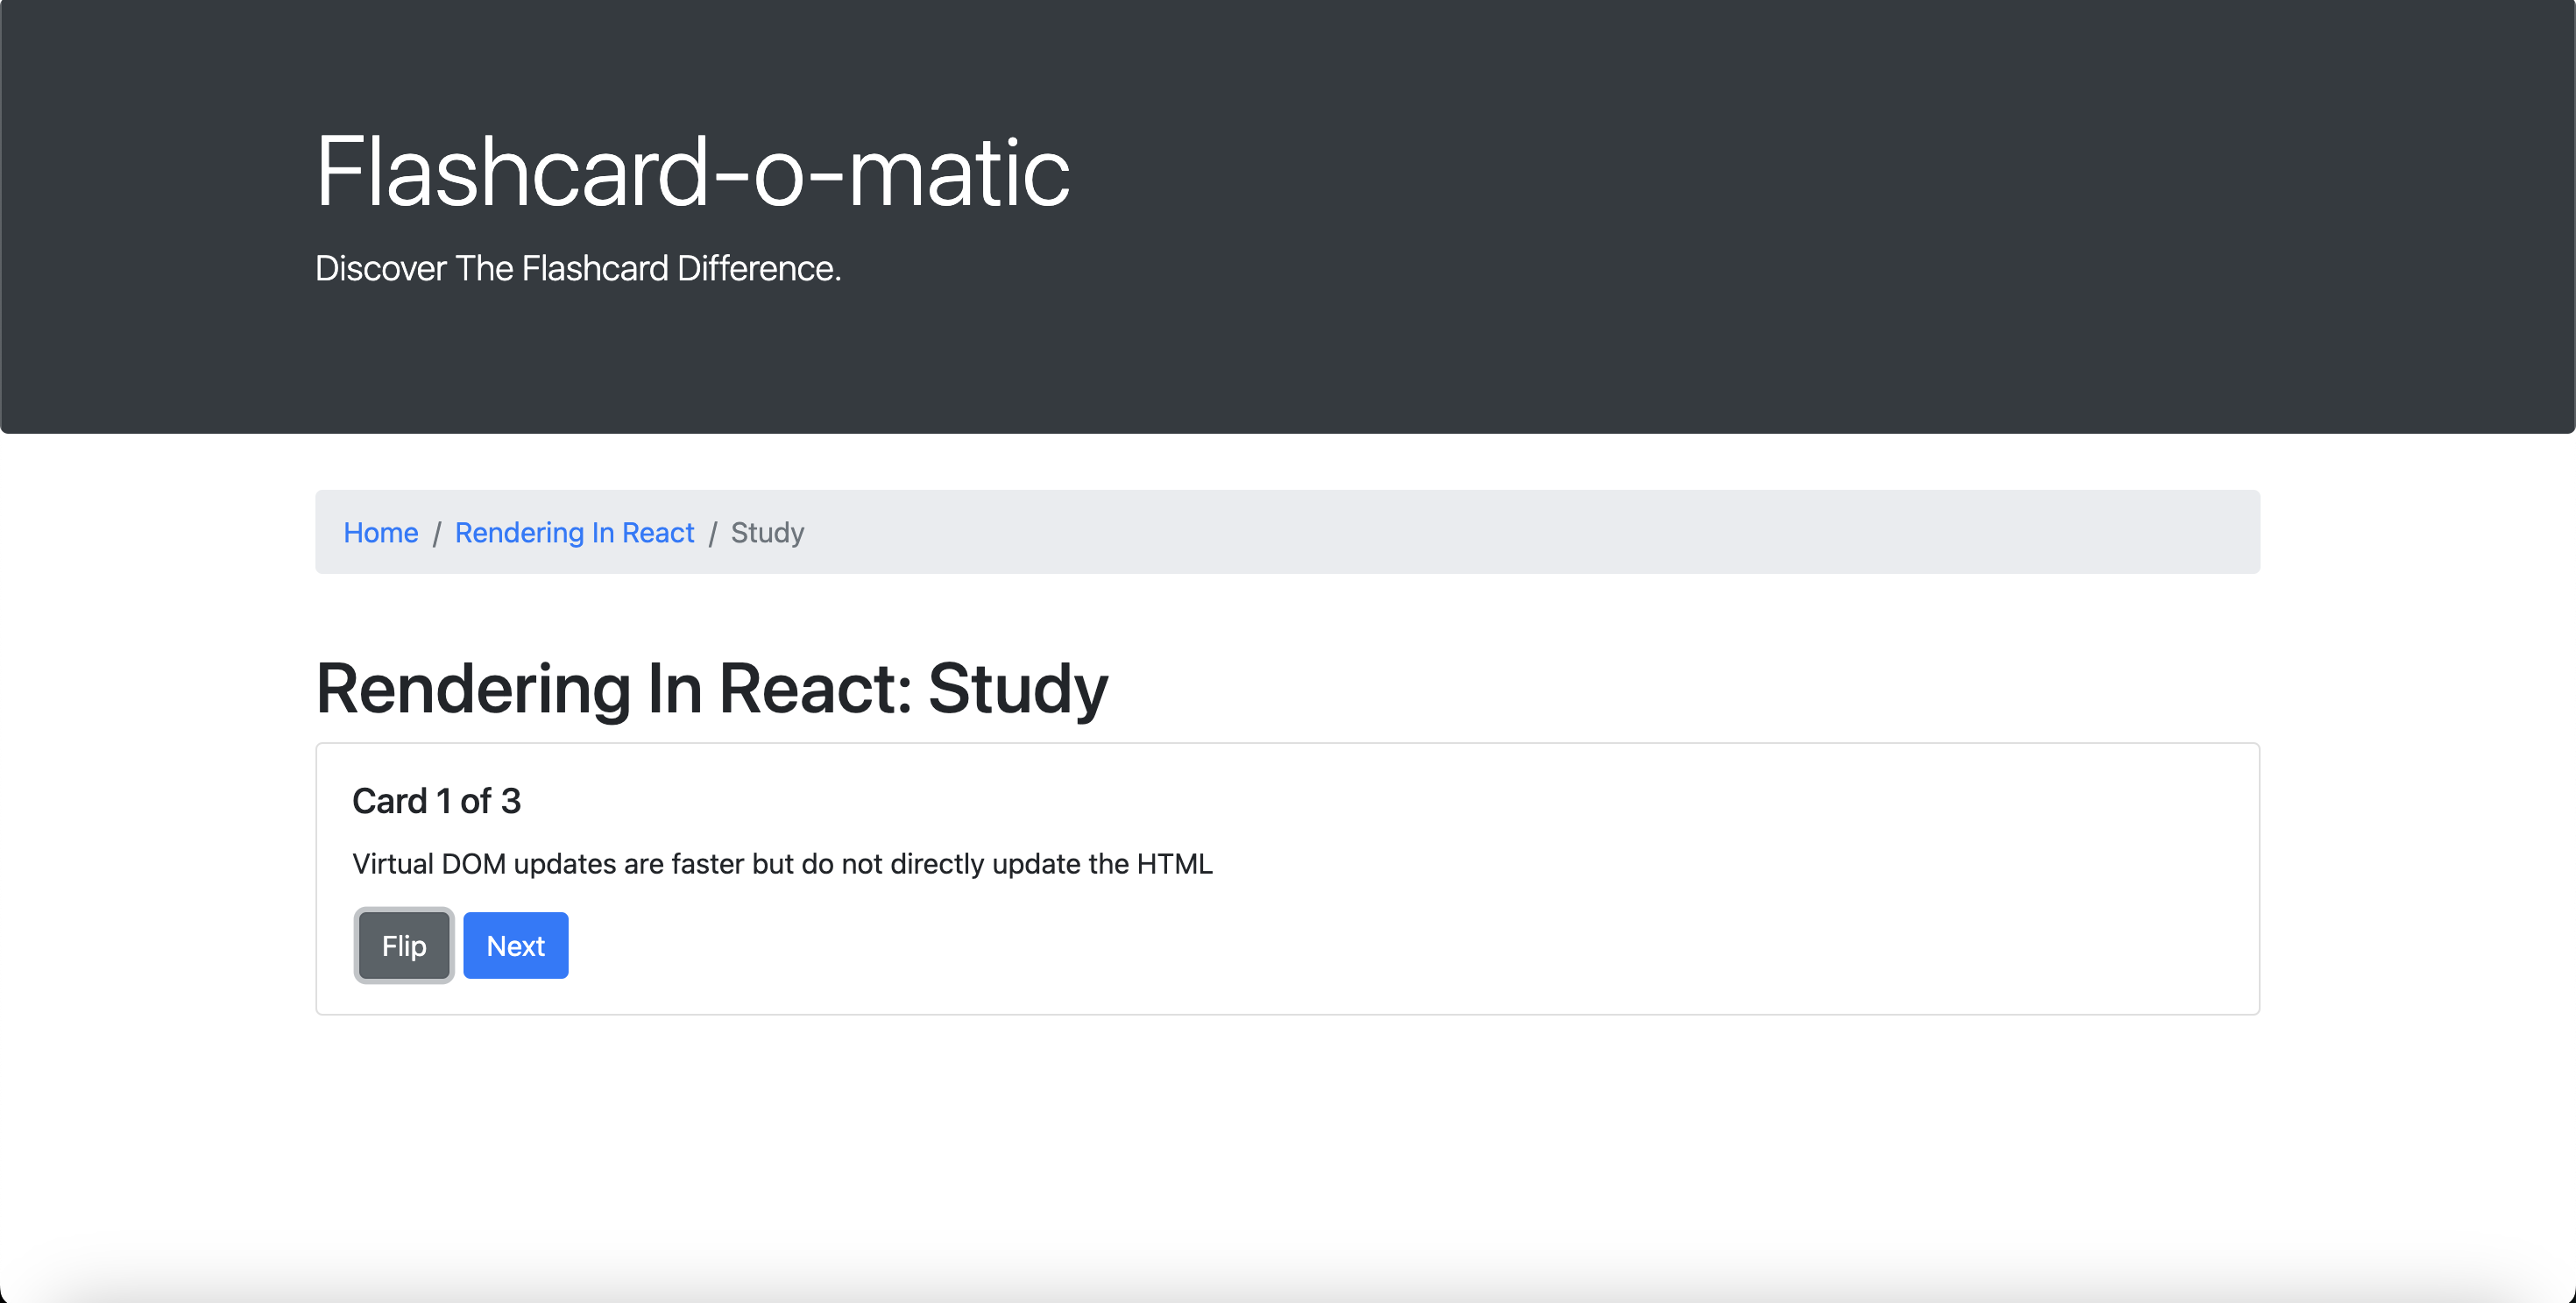 Flashcard-o-matic
Discover The Flashcard Difference.
Home / Rendering In React / Study
Rendering In React: Study
Card 1 of 3
Virtual DOM updates are faster but do not directly update the HTML
Flip Next